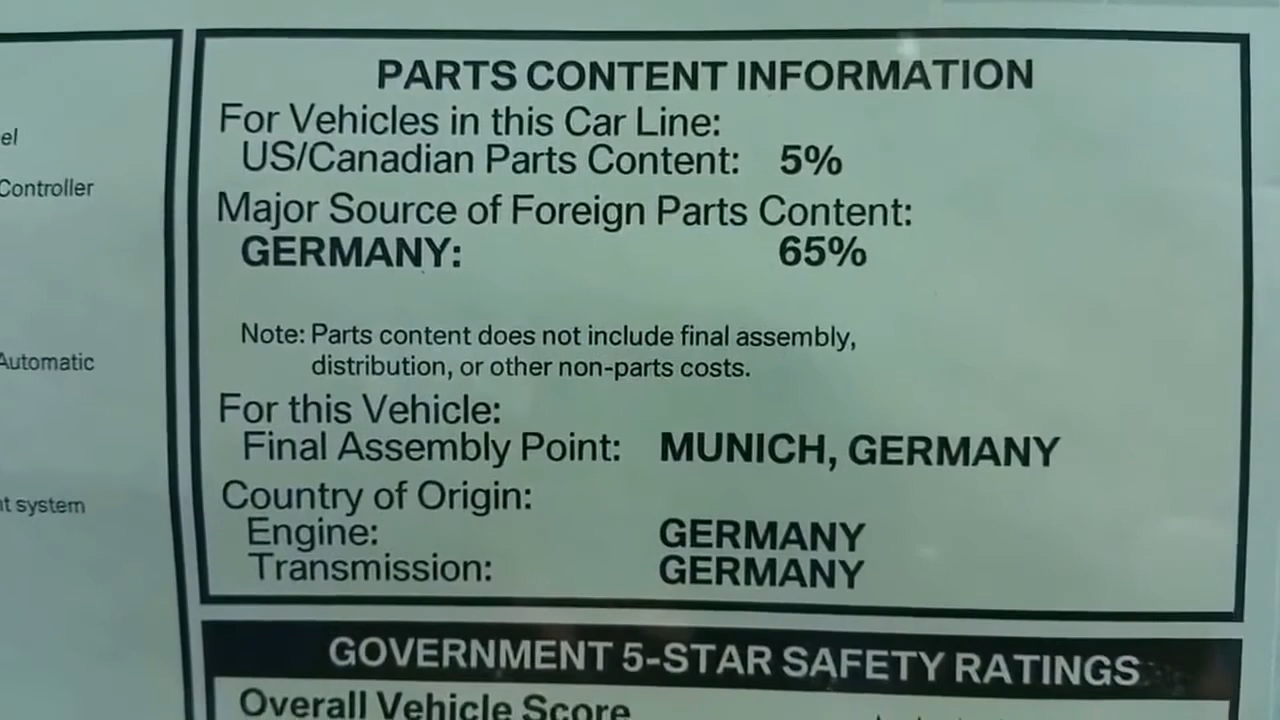 el
Controller
Automatic
t system
PARTS CONTENT INFORMATION
For Vehicles in this Car Line:
US/Canadian Parts Content: 5%
Major Source of Foreign Parts Content:
GERMANY: 65%
Note: Parts content does not include final assembly,
distribution, or other non-parts costs.
For this Vehicle:
Final Assembly Point: MUNICH, GERMANY
Country of Origin:
Engine: GERMANY
Transmission: GERMANY
GOVERNMENT 5-STAR SAFETY RATINGS
Overall Vehicle Score